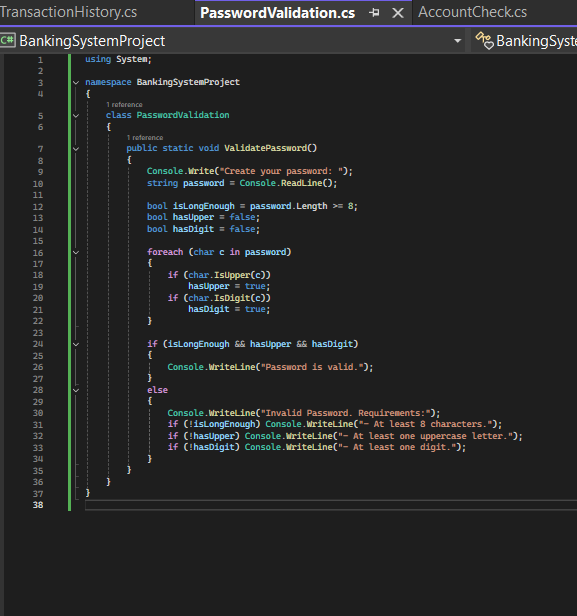 TransactionHistory.cs PasswordValidation.cs AccountCheck.cs
C# BankingSystemProject BankingSyste
1 using System;
2
3 namespace BankingSystemProject
4 {
1 reference
5 class PasswordValidation
6 {
1 reference
7 public static void ValidatePassword()
8 {
9 Console.Write("Create your password: ");
10 string password = Console.ReadLine();
11
12 bool isLongEnough = password.Length >= 8;
13 bool hasUpper = false;
14 bool hasDigit = false;
15
16 foreach (char c in password)
17 {
18 if (char.IsUpper(c))
19 hasUpper = true;
20 if (char.IsDigit(c))
21 hasDigit = true;
22 }
23
24 if (isLongEnough && hasUpper && hasDigit)
25 {
26 Console.WriteLine("Password is valid.");
27 }
28 else
29 {
30 Console.WriteLine("Invalid Password. Requirements:");
31 if (!isLongEnough) Console.WriteLine("- At least 8 characters.");
32 if (!hasUpper) Console.WriteLine("- At least one uppercase letter.");
33 if (!hasDigit) Console.WriteLine("- At least one digit.");
34 }
35 }
36 }
37 }
38